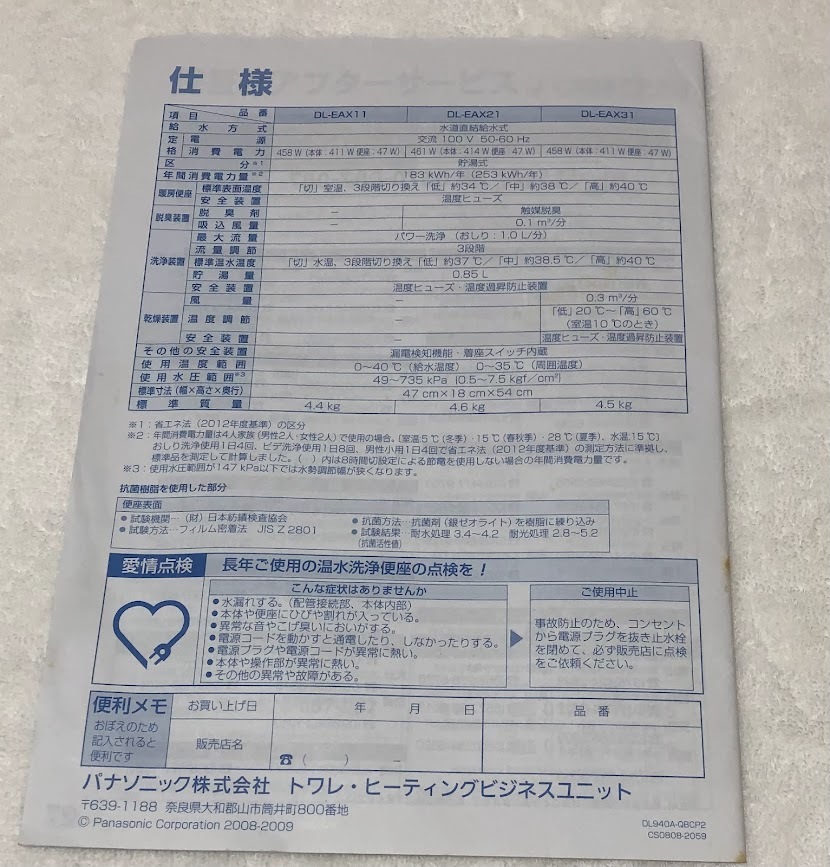 仕 様
項 目 品 番 DL-EAX11 DL-EAX21 DL-EAX31
給水方式 水道直結給水式
定格 電源 交流 100 V 50-60 Hz
消費電力 458 W (本体:411 W 便座:47 W) 461 W (本体:414 W 便座:47 W) 458 W (本体:411 W 便座:47 W)
区分※1 貯湯式
年間消費電力量※2 183 kWh/年 (253 kWh/年)
暖房便座 標準表面温度 「切」室温、3段階切り換え「低」約34 ℃/「中」約38 ℃/「高」約40 ℃
安全装置 温度ヒューズ
脱臭装置 脱臭剤 − 触媒脱臭
吸込風量 − 0.1 m³/分
洗浄装置 最大流量 パワー洗浄 (おしり:1.0 L/分)
流量調節 3段階
標準温水温度 「切」水温、3段階切り換え「低」約37 ℃/「中」約38.5 ℃/「高」約40 ℃
貯湯量 0.85 L
安全装置 温度ヒューズ・温度過昇防止装置
乾燥装置 風量 − 0.3 m³/分
温度調節 − 「低」20 ℃〜「高」60 ℃
(室温10 ℃のとき)
安全装置 − 温度ヒューズ・温度過昇防止装置
その他の安全装置 漏電検知機能・着座スイッチ内蔵
使用温度範囲 0〜40 ℃ (給水温度) 0〜35 ℃ (周囲温度)
使用水圧範囲※3 49〜735 kPa (0.5〜7.5 kgf/cm²)
標準寸法(幅×高さ×奥行) 47 cm×18 cm×54 cm
標準質量 4.4 kg 4.6 kg 4.5 kg
※1:省エネ法 (2012年度基準) の区分
※2:年間消費電力量は4人家族 (男性2人・女性2人) で使用の場合。[室温:5 ℃ (冬季)・15 ℃ (春秋季)・28 ℃ (夏季)、水温:15 ℃]
おしり洗浄使用1日4回、ビデ洗浄使用1日8回、男性小用1日4回で省エネ法 (2012年度基準) の測定方法に準拠し、
標準品を測定して計算しました。( ) 内は8時間切設定による節電を使用しない場合の年間消費電力量です。
※3:使用水圧範囲が147 kPa以下では水勢調節幅が狭くなります。
抗菌樹脂を使用した部分
便座表面
● 試験機関…(財) 日本紡績検査協会 ● 抗菌方法…抗菌剤 (銀ゼオライト) を樹脂に練り込み
● 試験方法…フィルム密着法 JIS Z 2801 ● 試験結果…耐水処理 3.4〜4.2 耐光処理 2.8〜5.2
(抗菌活性値)
愛情点検 長年ご使用の温水洗浄便座の点検を!
こんな症状はありませんか
● 水漏れする。(配管接続部、本体内部)
● 本体や便座にひびや割れが入っている。
● 異常な音やこげ臭いにおいがする。
● 電源コードを動かすと通電したり、しなかったりする。
● 電源プラグや電源コードが異常に熱い。
● 本体や操作部が異常に熱い。
● その他の異常や故障がある。
▶
ご使用中止
事故防止のため、コンセント
から電源プラグを抜き止水栓
を閉めて、必ず販売店に点検
をご依頼ください。
便利メモ
おぼえのため
記入されると
便利です
お買い上げ日 年 月 日 品 番
販売店名 ☎ ( ) −
パナソニック株式会社 トワレ・ヒーティングビジネスユニット
〒639-1188 奈良県大和郡山市筒井町800番地
© Panasonic Corporation 2008-2009
DL940A-Q8CP2
CS0808-2059